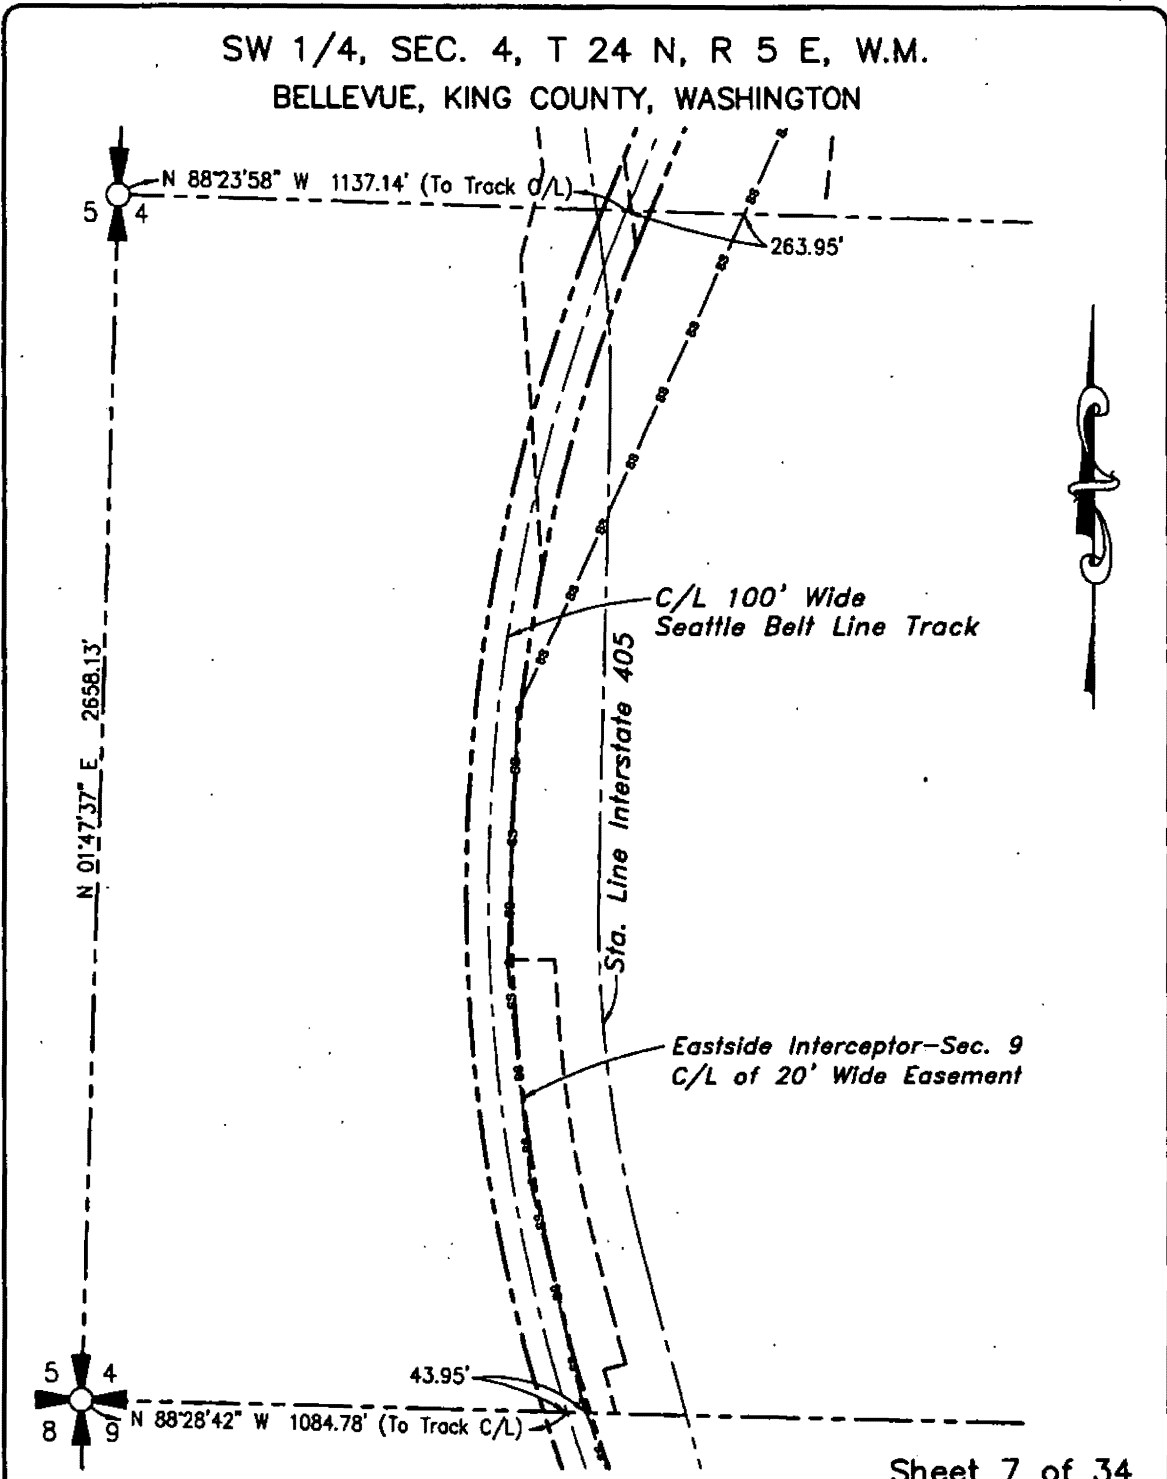 SW 1/4, SEC. 4, T 24 N, R 5 E, W.M.
BELLEVUE, KING COUNTY, WASHINGTON
N 88°23'58" W 1137.14' (To Track C/L)
5 4
263.95'
C/L 100' Wide
Seattle Belt Line Track
N 01°47'37" E 2658.13'
Sta. Line Interstate 405
Eastside Interceptor-Sec. 9
C/L of 20' Wide Easement
5 4
43.95'
8 9
N 88°28'42" W 1084.78' (To Track C/L)
Sheet 7 of 34